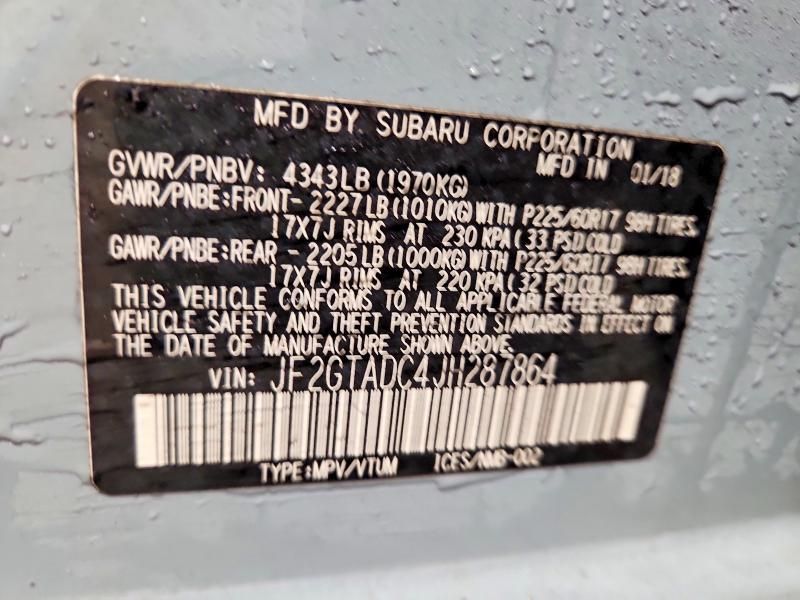 MFD BY SUBARU CORPORATION
MFD IN 01/18
GVWR/PNBV: 4343LB (1970KG)
GAWR/PNBE:FRONT- 2227LB (1010KG) WITH P225/60R17 98H TIRES,
17X7J RIMS AT 230 KPA( 33 PSI)COLD
GAWR/PNBE:REAR - 2205LB (1000KG) WITH P225/60R17 98H TIRES,
17X7J RIMS AT 220 KPA( 32 PSI)COLD
THIS VEHICLE CONFORMS TO ALL APPLICABLE FEDERAL MOTOR
VEHICLE SAFETY AND THEFT PREVENTION STANDARDS IN EFFECT ON
THE DATE OF MANUFACTURE SHOWN ABOVE.
VIN: JF2GTADC4JH287864
TYPE:MPV/VTUM ICES/NMB-002